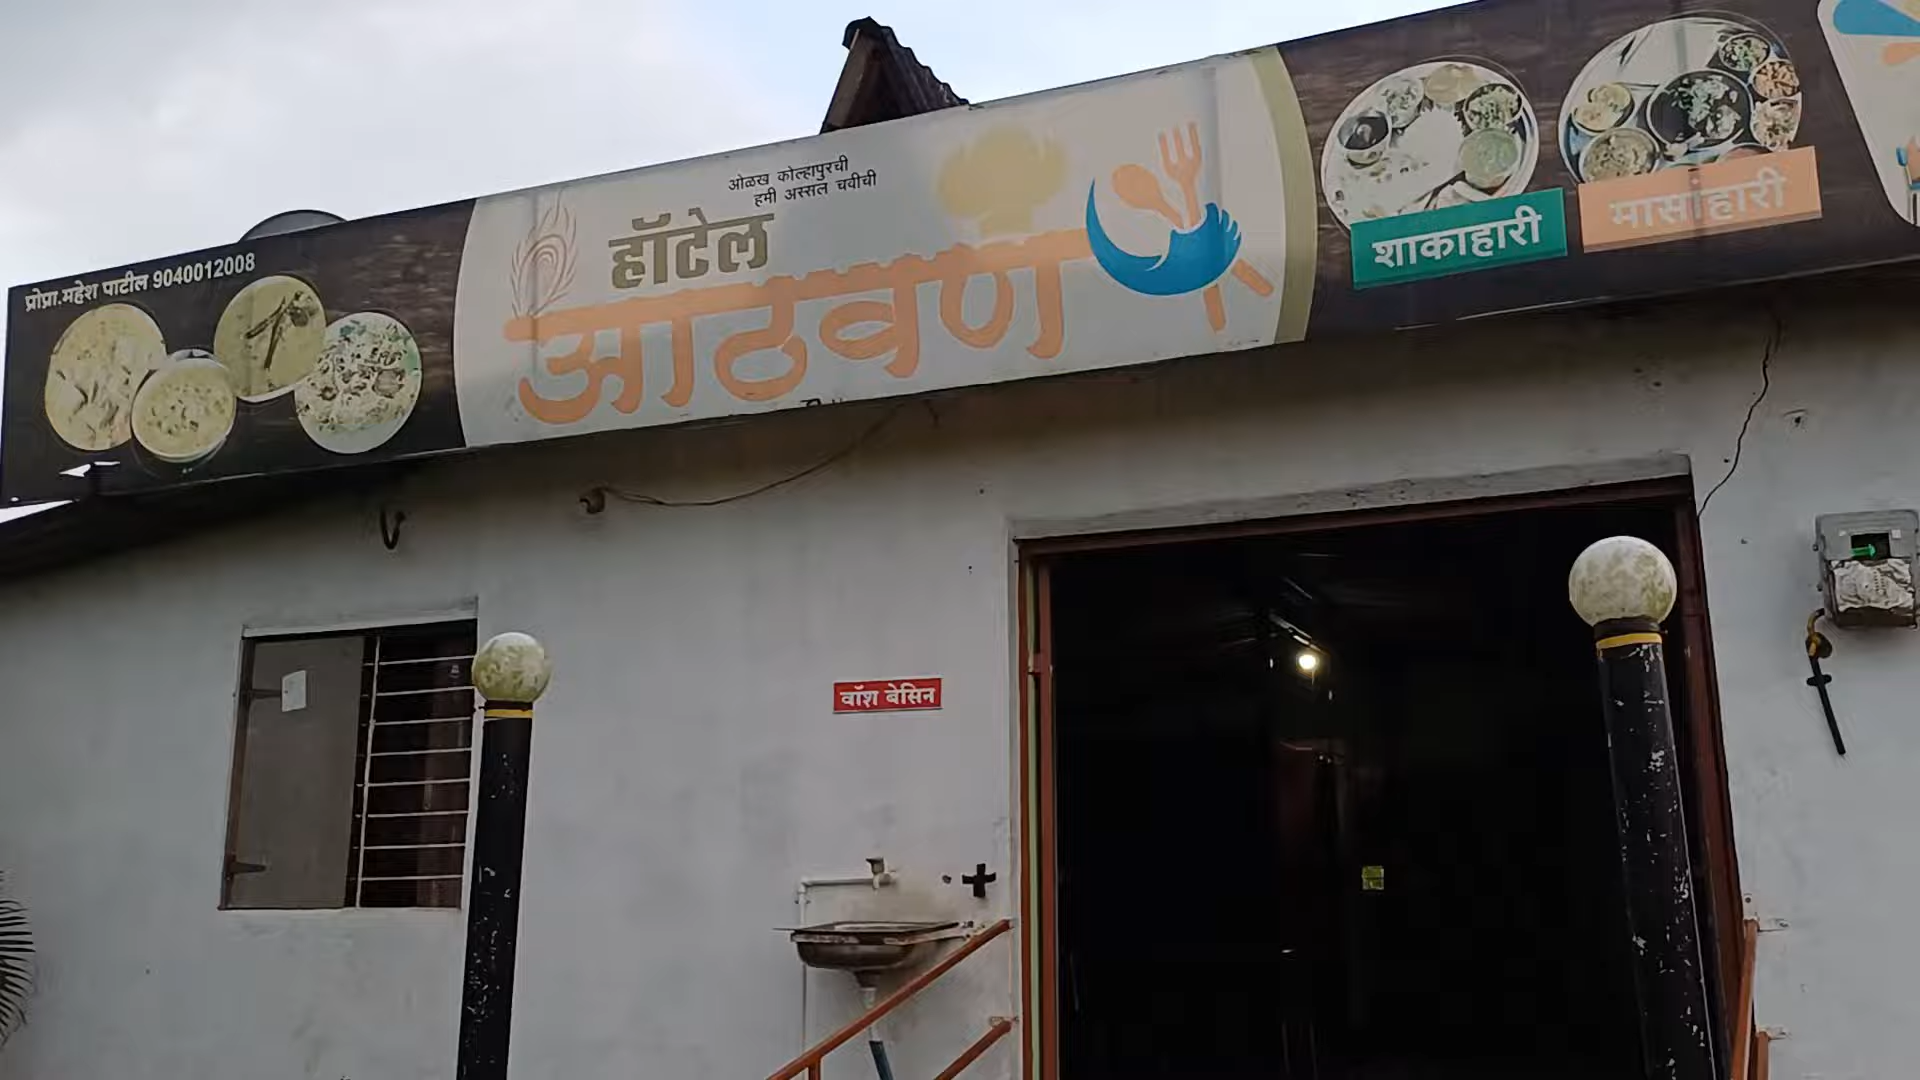 ओळख कोल्हापुरची
हमी अस्सल चवीची
हॉटेल
आठवण
प्रोप्रा.महेश पाटील 9040012008
शाकाहारी
मासांहारी
वॉश बेसिन